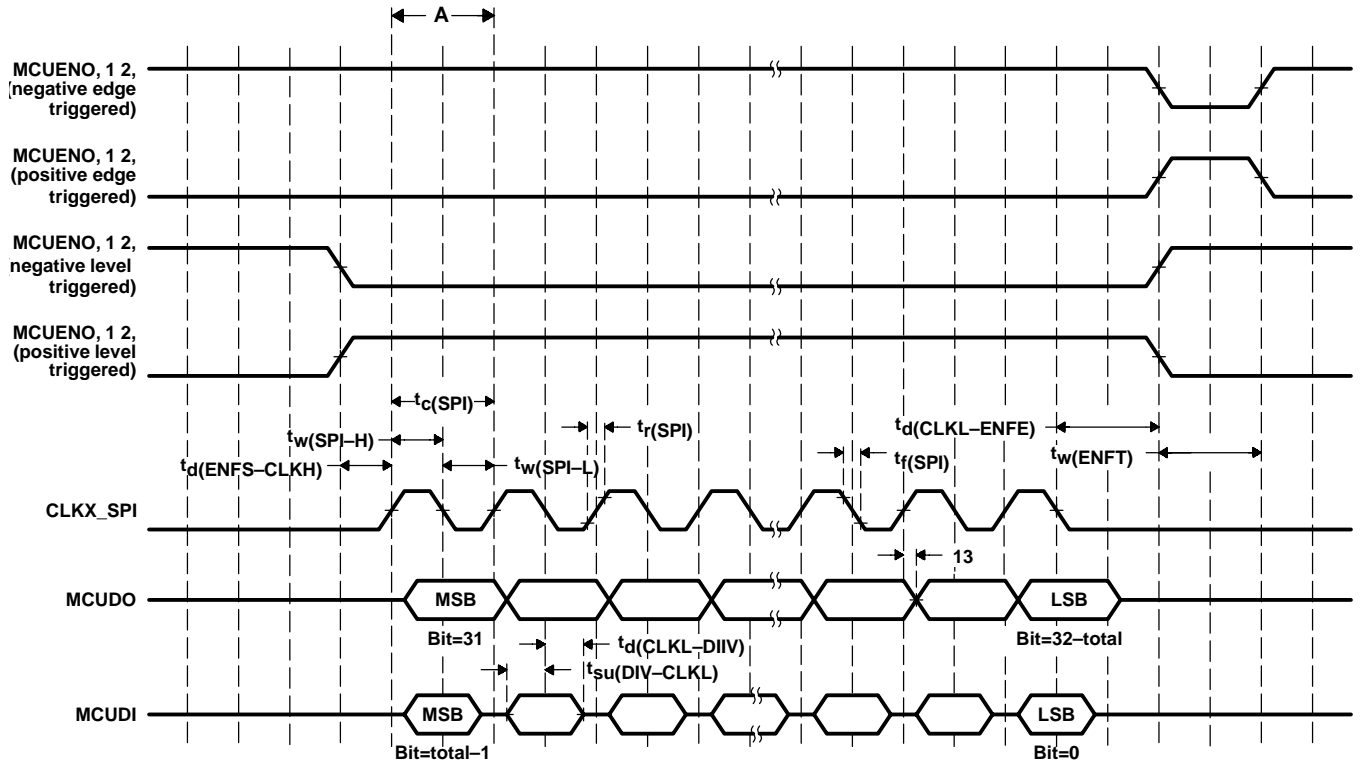 A
MCUENO, 1 2,
(negative edge
triggered)
MCUENO, 1 2,
(positive edge
triggered)
MCUENO, 1 2,
negative level
triggered)
MCUENO, 1 2,
(positive level
triggered)
tc(SPI)
tw(SPI–H)
tr(SPI)
td(CLKL–ENFE)
td(ENFS–CLKH)
tw(SPI–L)
tf(SPI)
tw(ENFT)
CLKX_SPI
13
MCUDO
MSB
LSB
Bit=31
Bit=32–total
td(CLKL–DIIV)
tsu(DIV–CLKL)
MCUDI
MSB
LSB
Bit=total–1
Bit=0